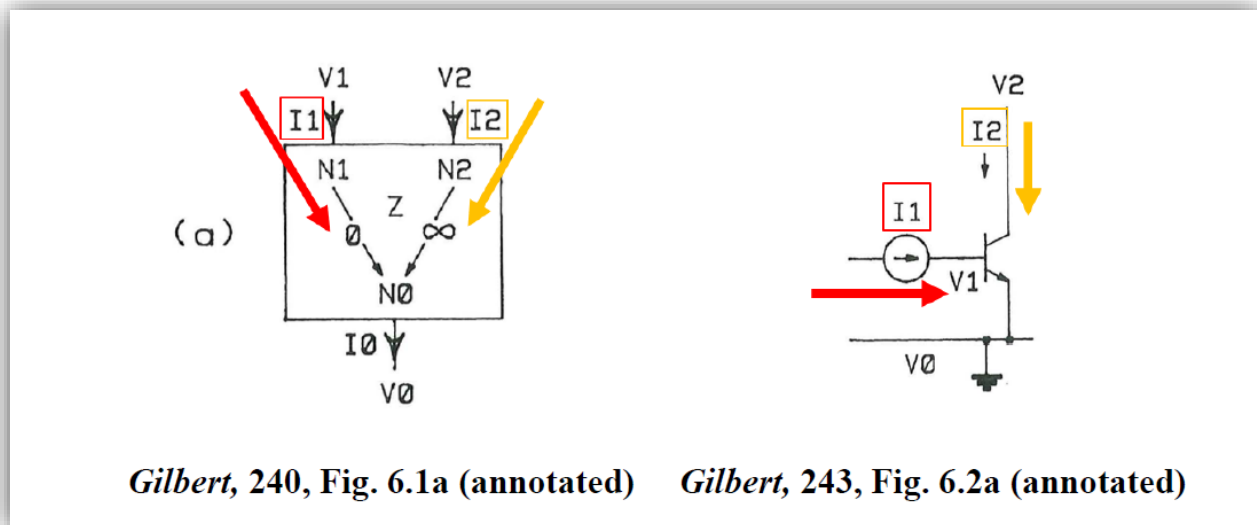 V1 V2
I1 I2
N1 N2
Z
0 ∞
N0
(a)
I0
V0
V2
I2
I1
V1
V0
Gilbert, 240, Fig. 6.1a (annotated) Gilbert, 243, Fig. 6.2a (annotated)